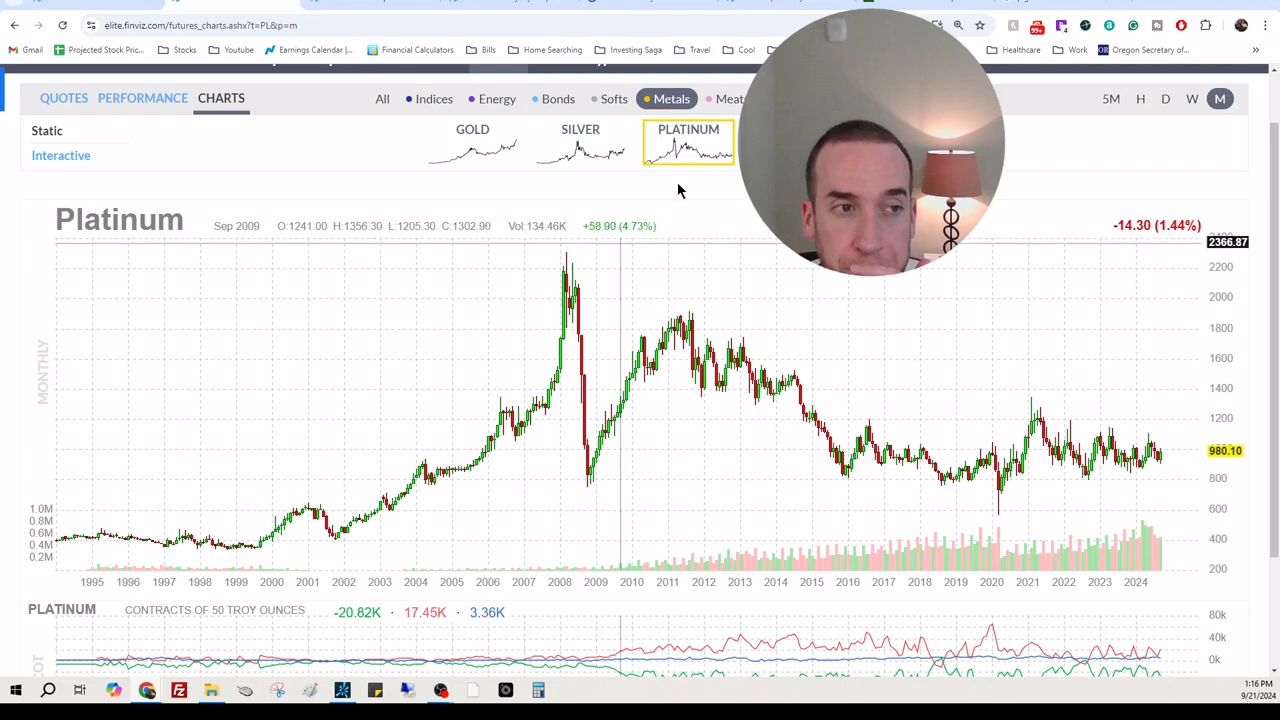 elite.finviz.com/futures_charts.ashx?t=PL&p=m
99+
4
Gmail
Projected Stock Pric...
Stocks
Youtube
Earnings Calendar |...
Financial Calculators
Bills
Home Searching
Investing Saga
Travel
Cool
Healthcare
Work
OR
Oregon Secretary of...
»
QUOTES PERFORMANCE CHARTS
All Indices Energy Bonds Softs Metals Meat
5M H D W M
Static
Interactive
GOLD SILVER PLATINUM
Platinum
Sep 2009 O:1241.00 H:1356.30 L:1205.30 C:1302.90 Vol:134.46K +58.90 (4.73%)
-14.30 (1.44%)
2366.87
2200
2000
1800
1600
1400
1200
980.10
800
600
400
200
MONTHLY
1.0M
0.8M
0.6M
0.4M
0.2M
1995 1996 1997 1998 1999 2000 2001 2002 2003 2004 2005 2006 2007 2008 2010 2011 2012 2013 2014 2015 2016 2017 2018 2019 2020 2021 2022 2023 2024
PLATINUM CONTRACTS OF 50 TROY OUNCES -20.82K · 17.45K · 3.36K
80k
40k
0k
COT
1:16 PM
9/21/2024